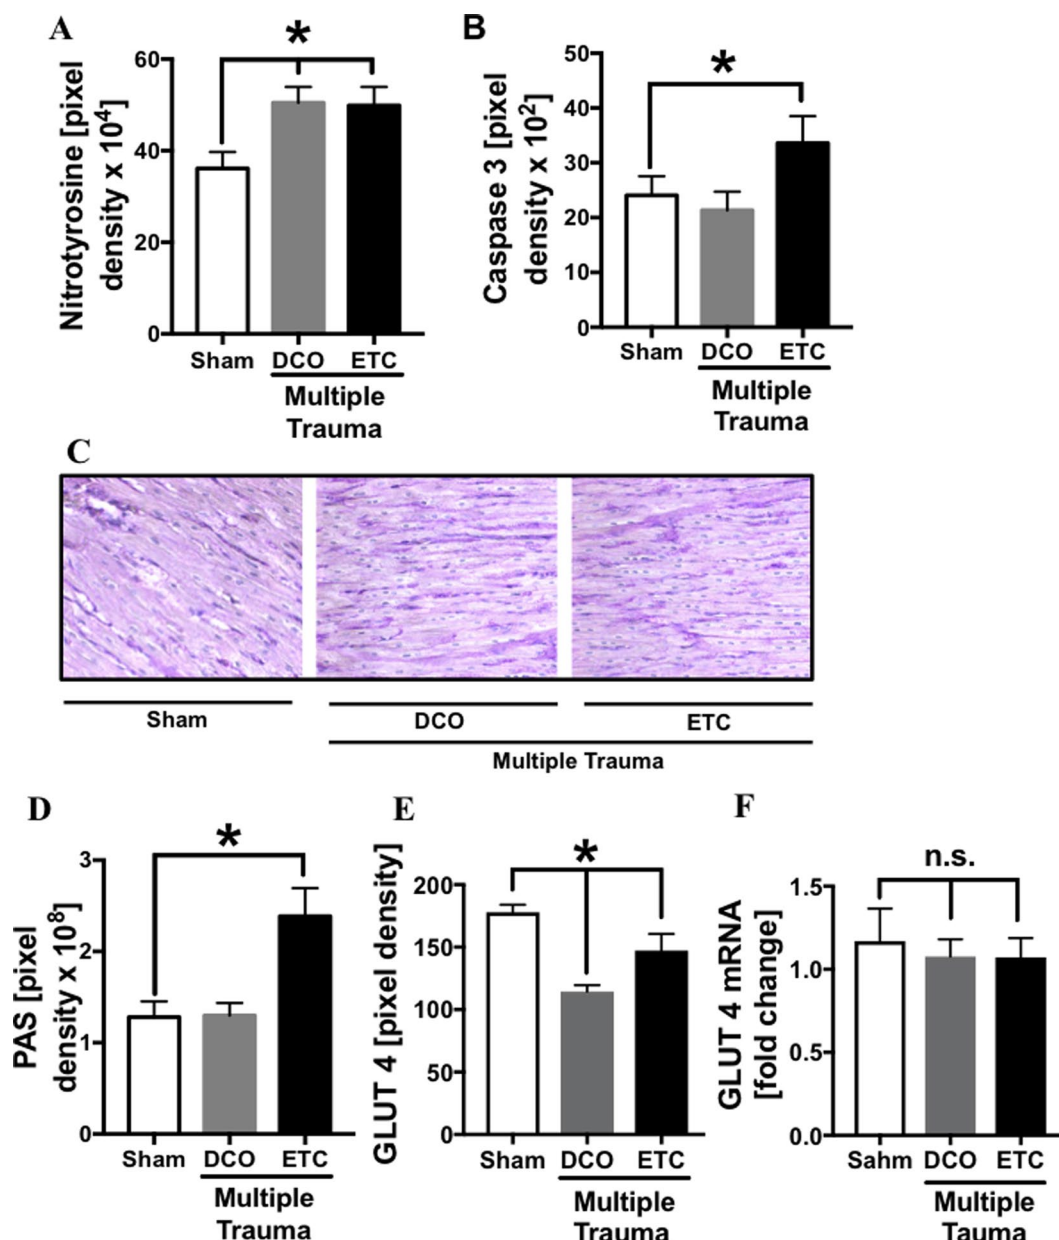 A
*
Nitrotyrosine [pixel
density x 10⁴]
60
40
20
0
Sham DCO ETC
Multiple
Trauma
B
*
Caspase 3 [pixel
density x 10²]
50
40
30
20
10
0
Sham DCO ETC
Multiple
Trauma
C
Sham DCO ETC
Multiple Trauma
D
*
PAS [pixel
density x 10⁸]
3
2
1
0
Sham DCO ETC
Multiple
Trauma
E
*
GLUT 4 [pixel density]
200
150
100
50
0
Sham DCO ETC
Multiple
Trauma
F
n.s.
GLUT 4 mRNA
[fold change]
1.5
1.0
0.5
0.0
Sahm DCO ETC
Multiple
Tauma